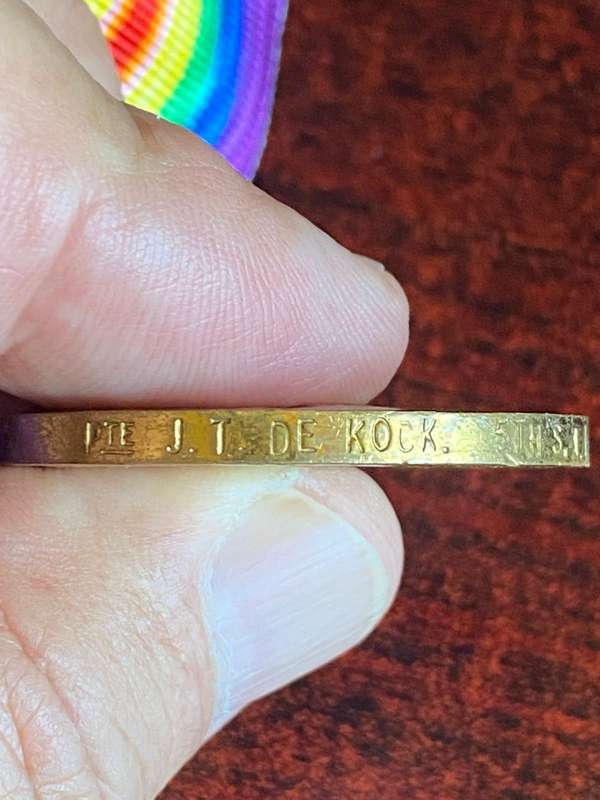 PTE J. T. DE KOCK. 5TH S.I